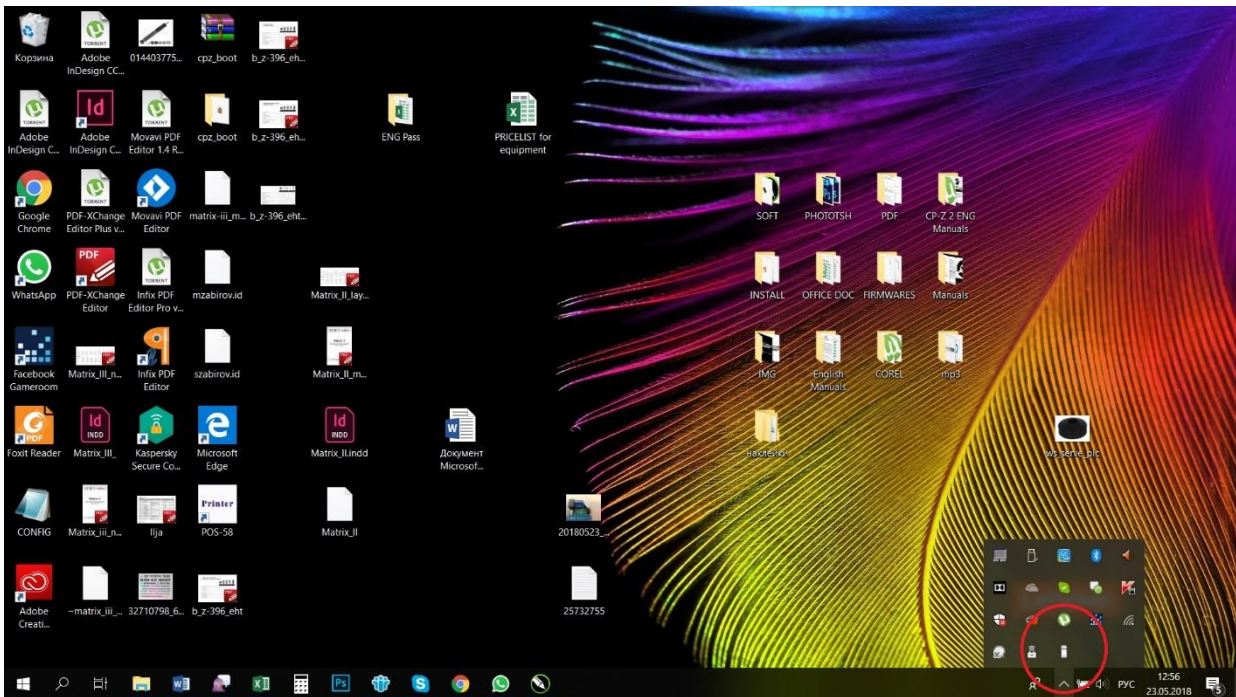 Корзина
Adobe
InDesign CC...
014403775...
cpz_boot
b_z-396_eh...
Adobe
InDesign C...
Adobe
InDesign C...
Movavi PDF
Editor 1.4 R...
cpz_boot
b_z-396_eh...
ENG Pass
PRICELIST for
equipment
Google
Chrome
PDF-XChange
Editor Plus v...
Movavi PDF
Editor
matrix-iii_m...
b_z-396_eht...
SOFT
PHOTOTSH
PDF
CP-Z 2 ENG
Manuals
WhatsApp
PDF-XChange
Editor
Infix PDF
Editor Pro v...
mzabirov.id
Matrix_II_lay...
INSTALL
OFFICE DOC
FIRMWARES
Manuals
Facebook
Gameroom
Matrix_III_n...
Infix PDF
Editor
szabirov.id
Matrix_II_m...
IMG
English
Manuals
COREL
mp3
Foxit Reader
Matrix_III_
Kaspersky
Secure Co...
Microsoft
Edge
Matrix_II.indd
Документ
Microsof...
наклейки
ws_serve_pic
CONFIG
Matrix_iii_n...
Ilja
Printer
POS-58
Matrix_II
20180523_...
Adobe
Creati...
~matrix_iii_...
32710798_6...
b_z-396_eht
25732755
РУС
12:56
23.05.2018
5